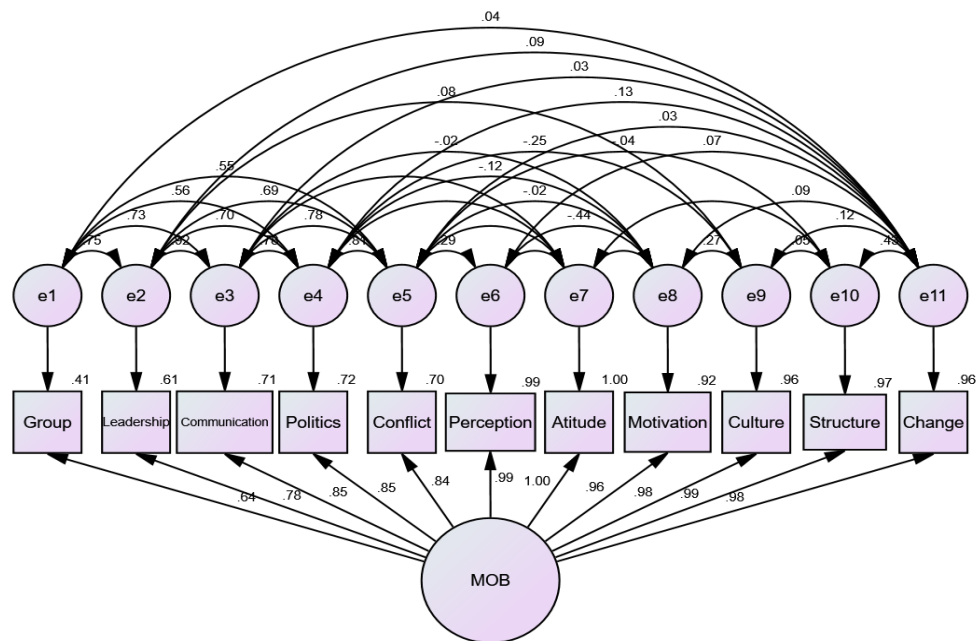 .04
.09
.03
.08 .13
.03
-.02 -.25 -.04 .07
.55 -.12
.56 .69 -.02 .09
.73 .70 .78 -.44 .12
.75 .81 .29 .27 .05
e1 e2 e3 e4 e5 e6 e7 e8 e9 e10 e11
.41 .61 .71 .72 .70 .99 1.00 .92 .96 .97 .96
Group Leadership Communication Politics Conflict Perception Atitude Motivation Culture Structure Change
.64 .78 .85 .85 .84 .99 1.00 .96 .98 .99 .98
MOB